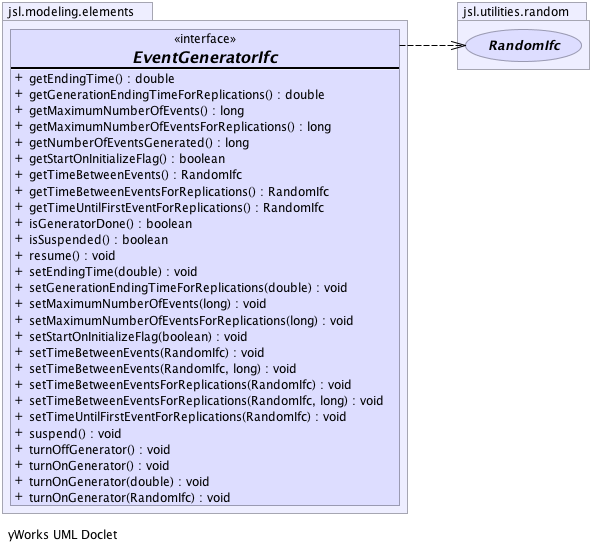 jsl.modeling.elements
jsl.utilities.random
«interface»
EventGeneratorIfc
RandomIfc
+ getEndingTime() : double
+ getGenerationEndingTimeForReplications() : double
+ getMaximumNumberOfEvents() : long
+ getMaximumNumberOfEventsForReplications() : long
+ getNumberOfEventsGenerated() : long
+ getStartOnInitializeFlag() : boolean
+ getTimeBetweenEvents() : RandomIfc
+ getTimeBetweenEventsForReplications() : RandomIfc
+ getTimeUntilFirstEventForReplications() : RandomIfc
+ isGeneratorDone() : boolean
+ isSuspended() : boolean
+ resume() : void
+ setEndingTime(double) : void
+ setGenerationEndingTimeForReplications(double) : void
+ setMaximumNumberOfEvents(long) : void
+ setMaximumNumberOfEventsForReplications(long) : void
+ setStartOnInitializeFlag(boolean) : void
+ setTimeBetweenEvents(RandomIfc) : void
+ setTimeBetweenEvents(RandomIfc, long) : void
+ setTimeBetweenEventsForReplications(RandomIfc) : void
+ setTimeBetweenEventsForReplications(RandomIfc, long) : void
+ setTimeUntilFirstEventForReplications(RandomIfc) : void
+ suspend() : void
+ turnOffGenerator() : void
+ turnOnGenerator() : void
+ turnOnGenerator(double) : void
+ turnOnGenerator(RandomIfc) : void
yWorks UML Doclet